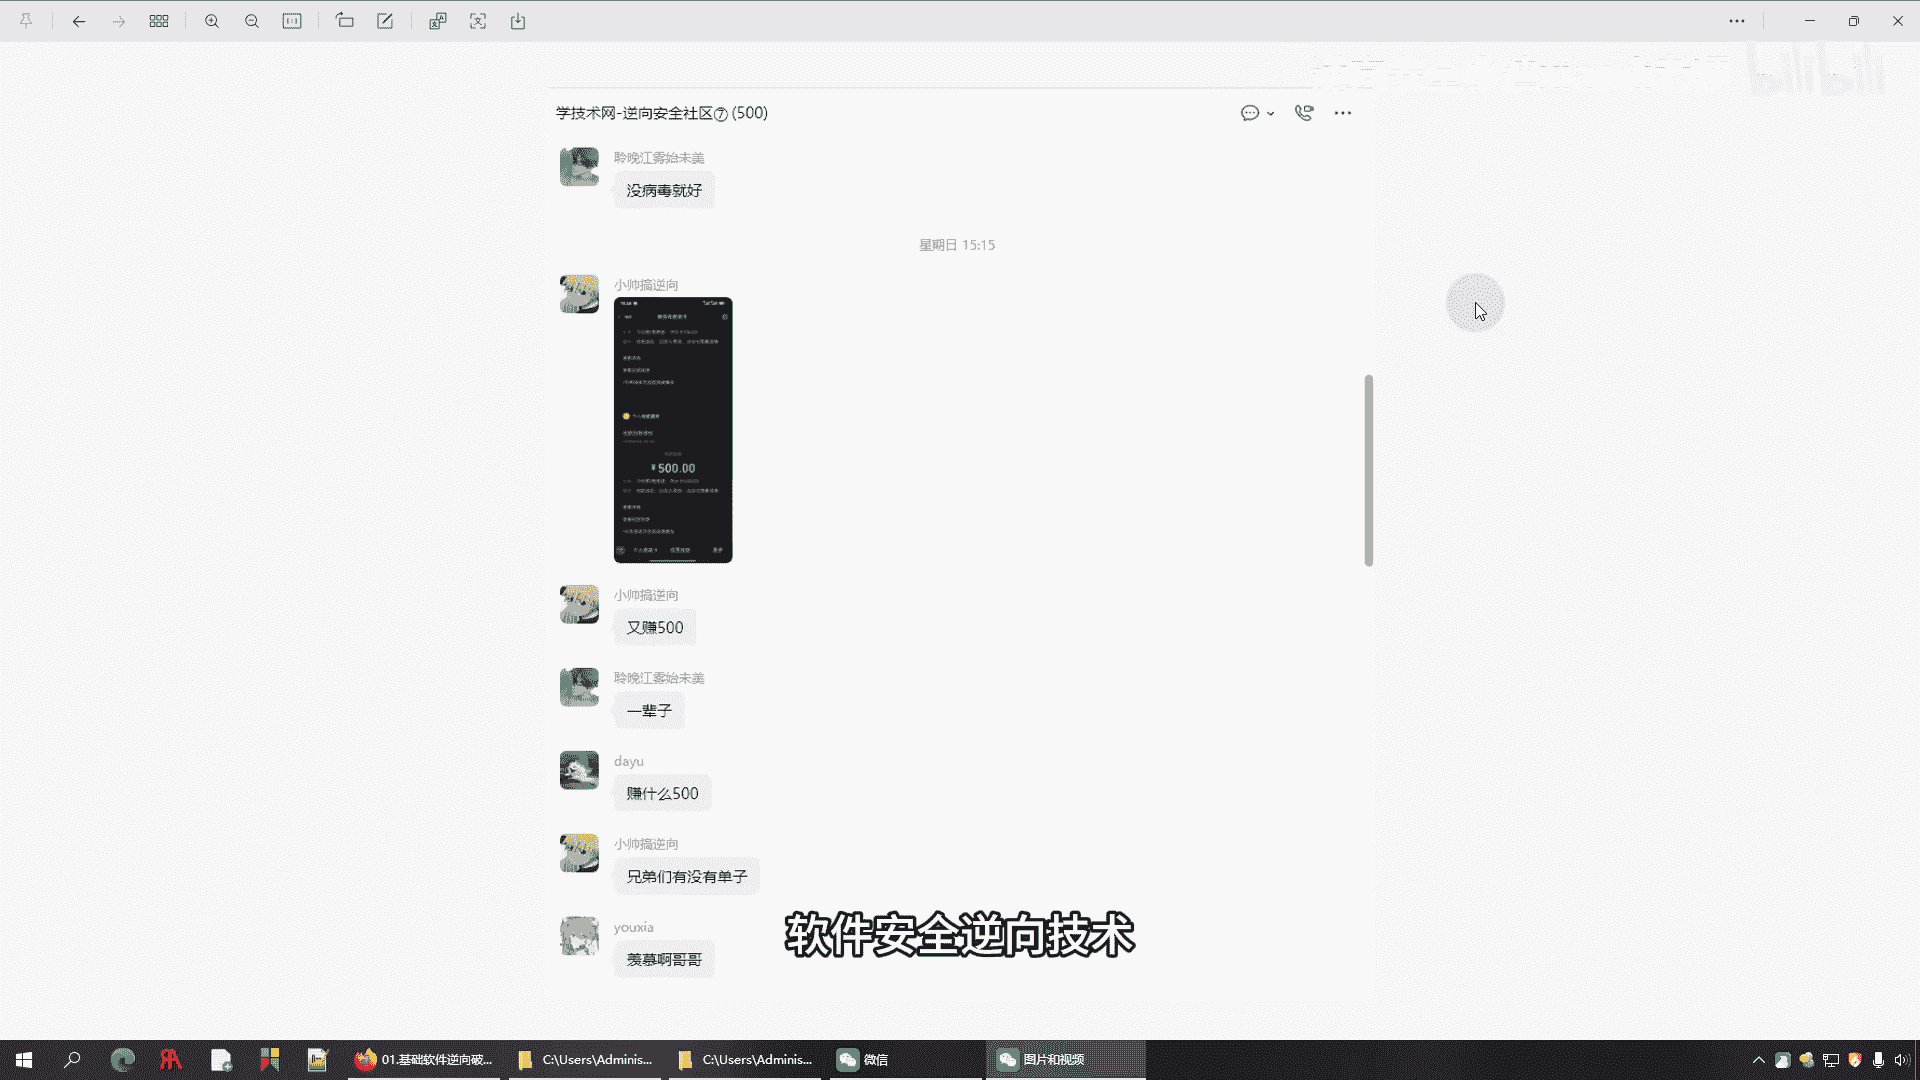 bilibili
学技术网-逆向安全社区⑦ (500)
聆晚江雾始未美
没病毒就好
星期日 15:15
小帅搞逆向
¥ 500.00
小帅搞逆向
又赚500
聆晚江雾始未美
一辈子
dayu
赚什么500
小帅搞逆向
兄弟们有没有单子
youxia
羡慕啊哥哥
软件安全逆向技术
01.基础软件逆向破...
C:\Users\Adminis...
C:\Users\Adminis...
微信
图片和视频